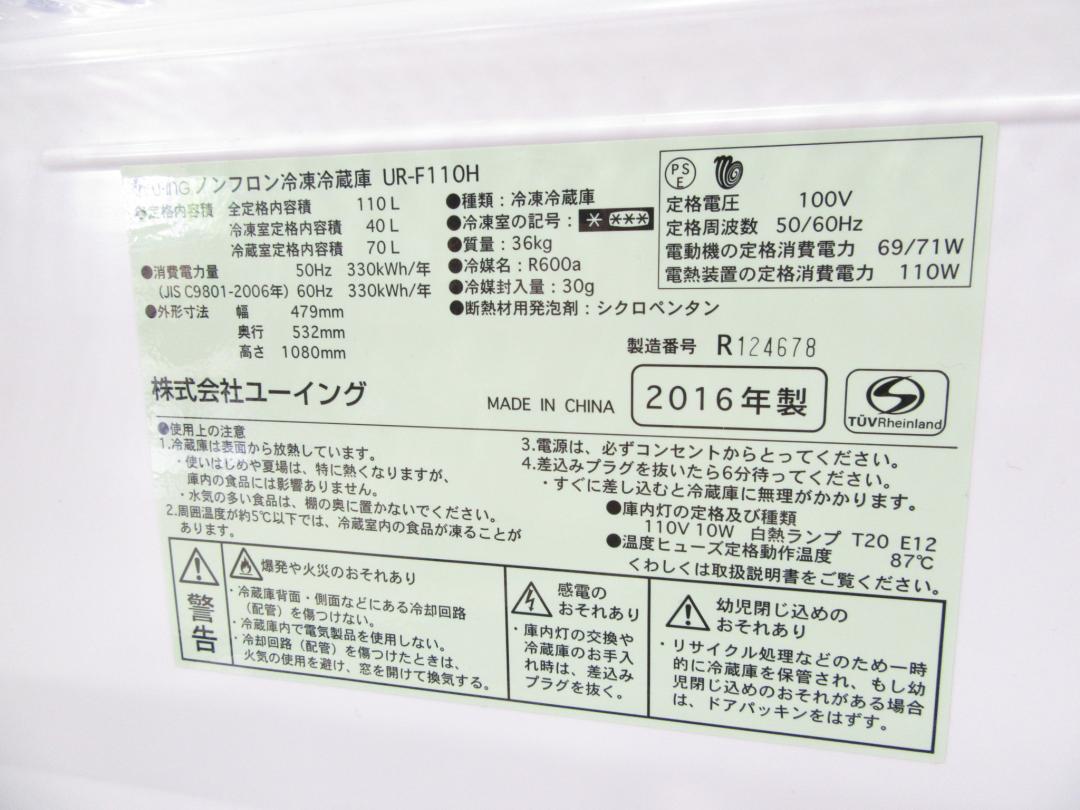 U-ING ノンフロン冷凍冷蔵庫 UR-F110H
定格内容積 全定格内容積 110 L
冷凍室定格内容積 40 L
冷蔵室定格内容積 70 L
●消費電力量 50Hz 330kWh/年
(JIS C9801-2006年) 60Hz 330kWh/年
●外形寸法 幅 479mm
奥行 532mm
高さ 1080mm
●種類：冷凍冷蔵庫
●冷凍室の記号：
●質量：36kg
●冷媒名：R600a
●冷媒封入量：30g
●断熱材用発泡剤：シクロペンタン
PS
E
定格電圧 100V
定格周波数 50/60Hz
電動機の定格消費電力 69/71W
電熱装置の定格消費電力 110W
製造番号 R124678
株式会社ユーイング
MADE IN CHINA
2016年製
TÜVRheinland
●使用上の注意
1.冷蔵庫は表面から放熱しています。
・使いはじめや夏場は、特に熱くなりますが、
庫内の食品には影響ありません。
・水気の多い食品は、棚の奥に置かないでください。
2.周囲温度が約5℃以下では、冷蔵室内の食品が凍ることが
あります。
3.電源は、必ずコンセントからとってください。
4.差込みプラグを抜いたら6分待ってください。
・すぐに差し込むと冷蔵庫に無理がかかります。
●庫内灯の定格及び種類
110V 10W 白熱ランプ T20 E12
●温度ヒューズ定格動作温度 87℃
くわしくは取扱説明書をご覧ください。
警告
爆発や火災のおそれあり
・冷蔵庫背面・側面などにある冷却回路
(配管)を傷つけない。
・冷蔵庫内で電気製品を使用しない。
・冷却回路(配管)を傷つけたときは、
火気の使用を避け、窓を開けて換気する。
感電の
おそれあり
・庫内灯の交換や
冷蔵庫のお手入
れ時は、差込み
プラグを抜く。
幼児閉じ込めの
おそれあり
・リサイクル処理などのため一時
的に冷蔵庫を保管され、もし幼
児閉じ込めのおそれがある場合
は、ドアパッキンをはずす。